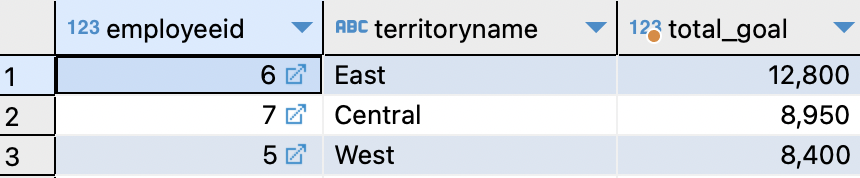 123 employeeid ABC territoryname 123 total_goal
1 6 East 12,800
2 7 Central 8,950
3 5 West 8,400